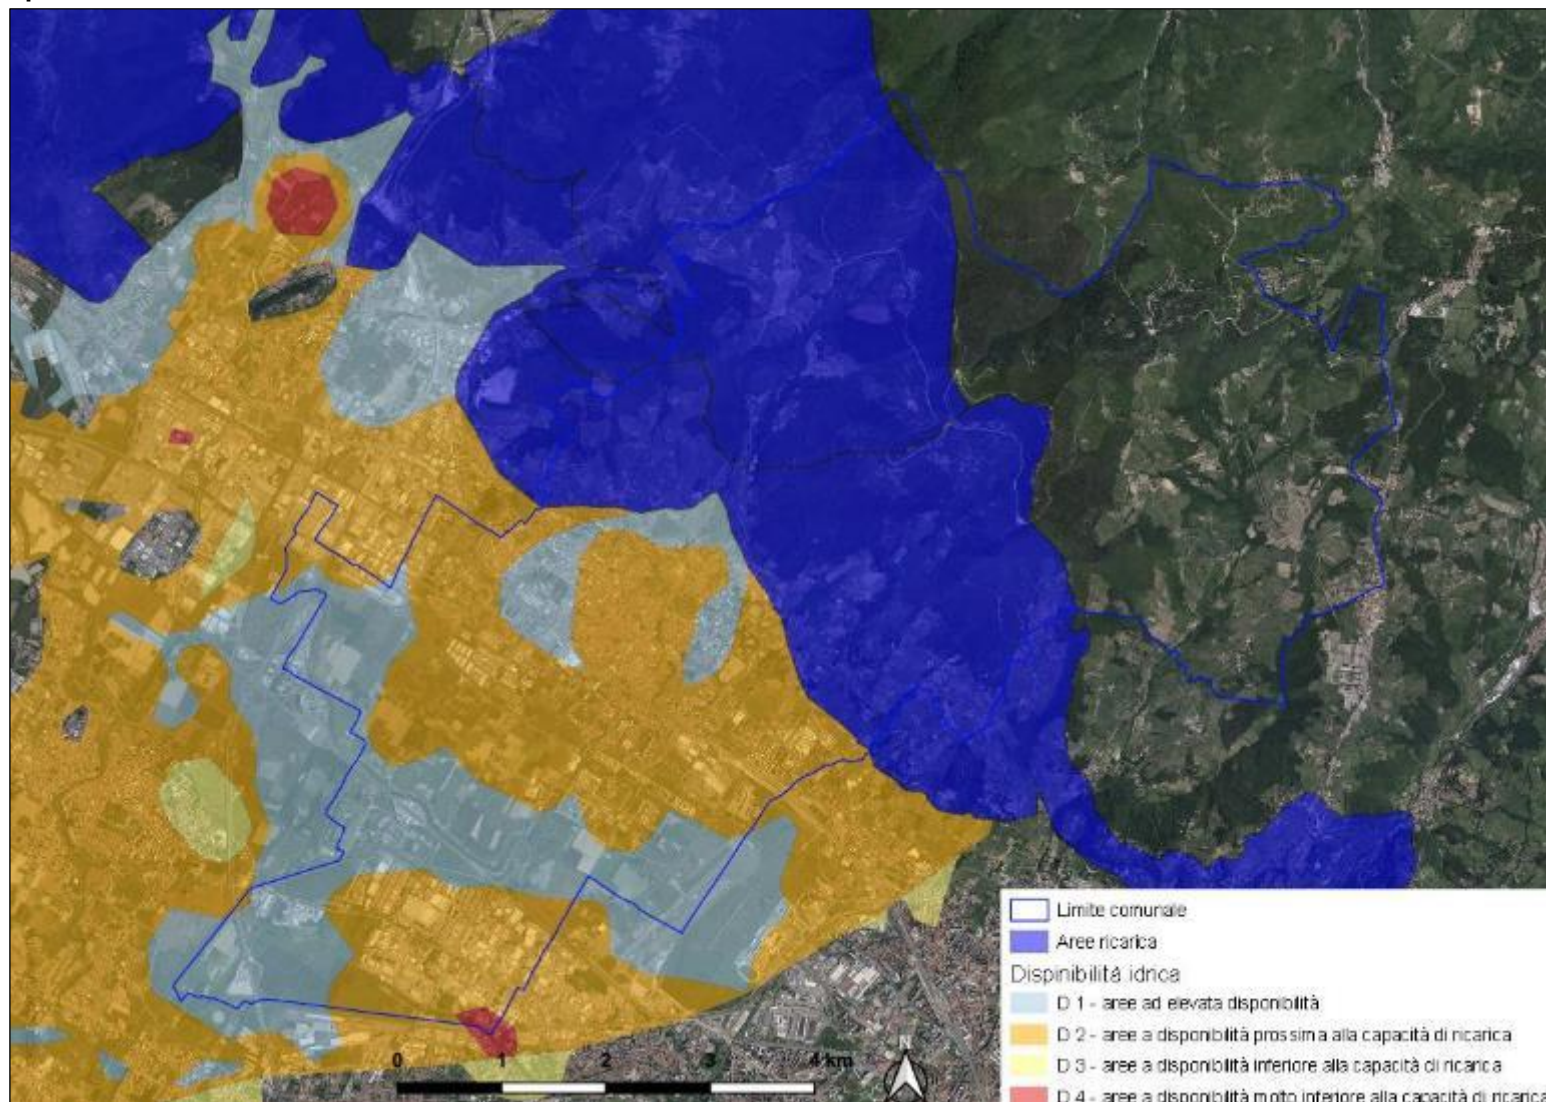 0 1 2 3 4 km
N
Limite comunale
Aree ricarica
Dispinibilità idrica
D 1 - aree ad elevata disponibilità
D 2 - aree a disponibilità prossima alla capacità di ricarica
D 3 - aree a disponibilità inferiore alla capacità di ricarica
D 4 - aree a disponibilità molto inferiore alla capacità di ricarica